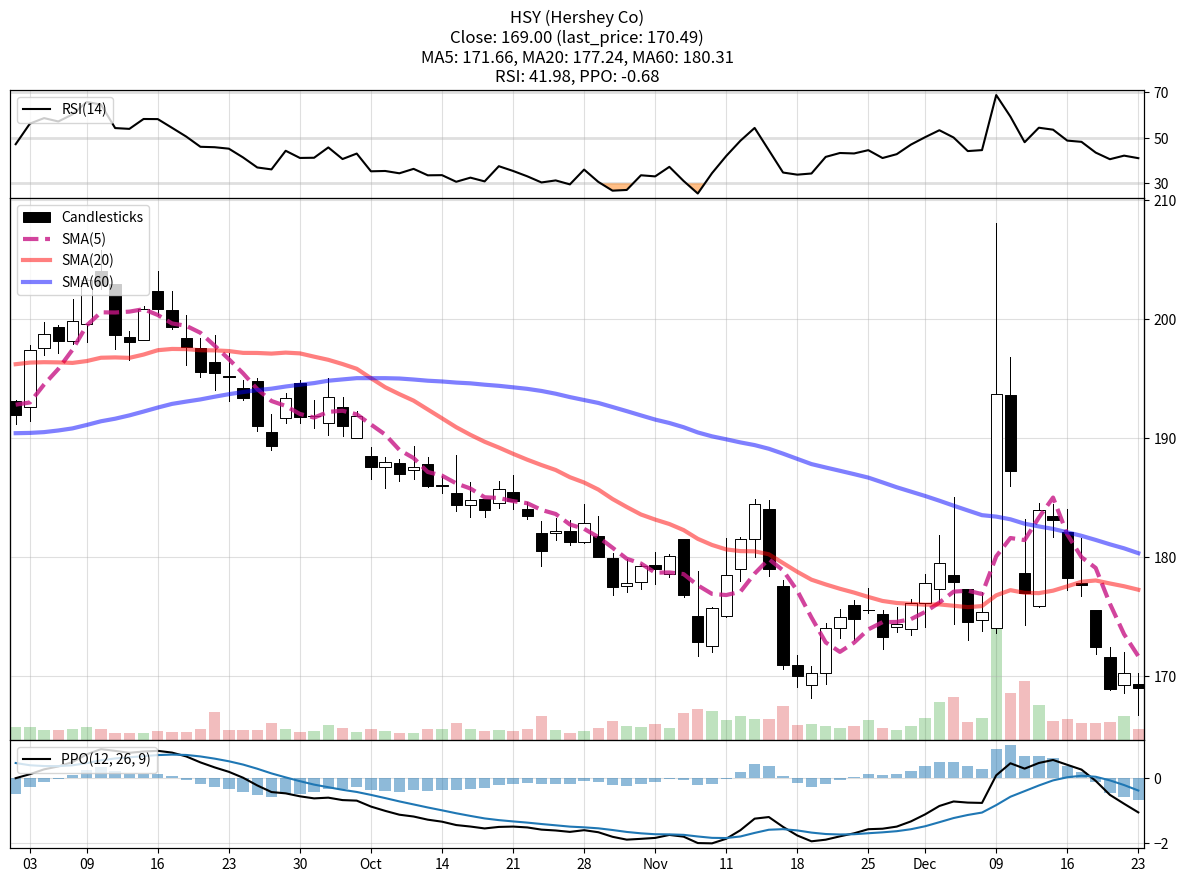 HSY (Hershey Co)
Close: 169.00 (last_price: 170.49)
MA5: 171.66, MA20: 177.24, MA60: 180.31
RSI: 41.98, PPO: -0.68
RSI(14)
70
50
30
Candlesticks
SMA(5)
SMA(20)
SMA(60)
210
200
190
180
170
PPO(12, 26, 9)
0
−2
03 09 16 23 30 Oct 14 21 28 Nov 11 18 25 Dec 09 16 23